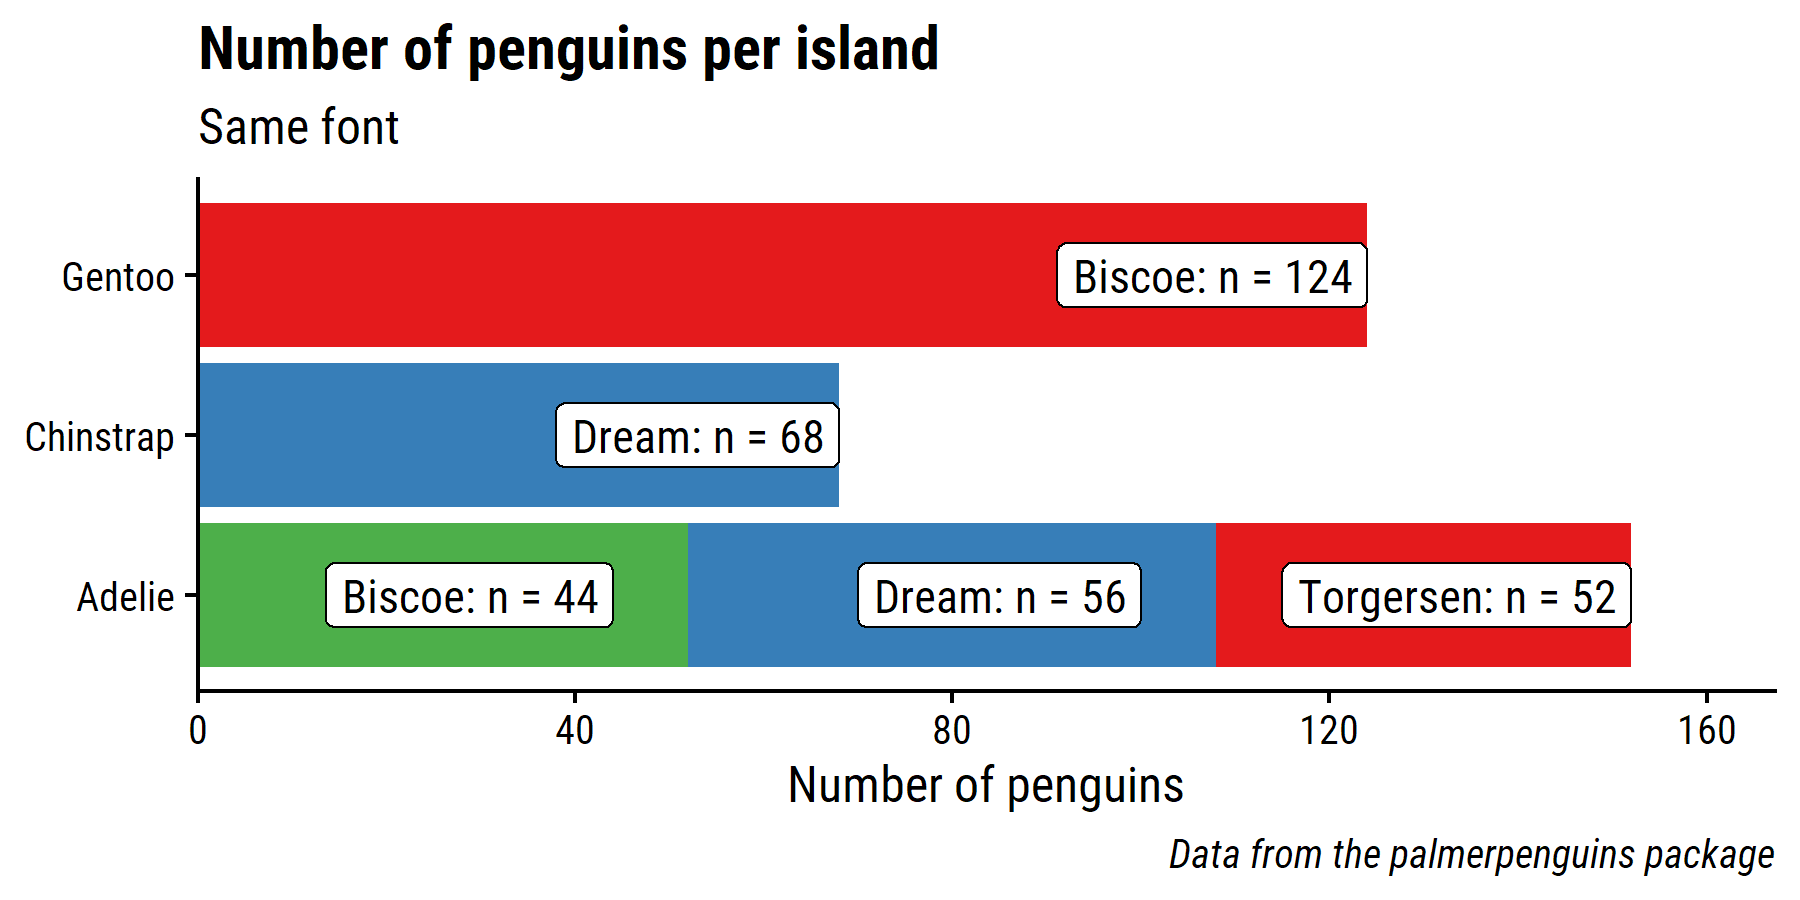 Number of penguins per island
Same font
Gentoo
Biscoe: n = 124
Chinstrap
Dream: n = 68
Adelie
Biscoe: n = 44
Dream: n = 56
Torgersen: n = 52
0 40 80 120 160
Number of penguins
Data from the palmerpenguins package